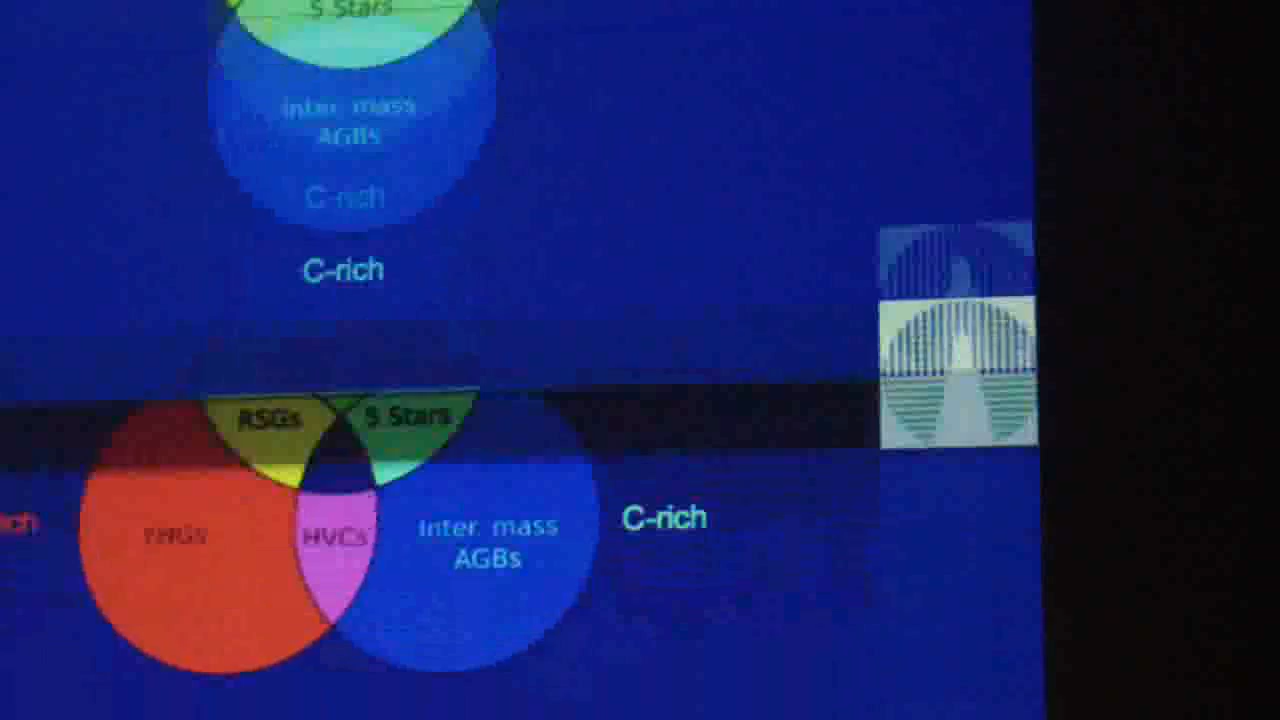 S Stars
Inter. mass
AGBs
C-rich
C-rich
RSGs
S Stars
HVCs
Inter. mass
AGBs
C-rich